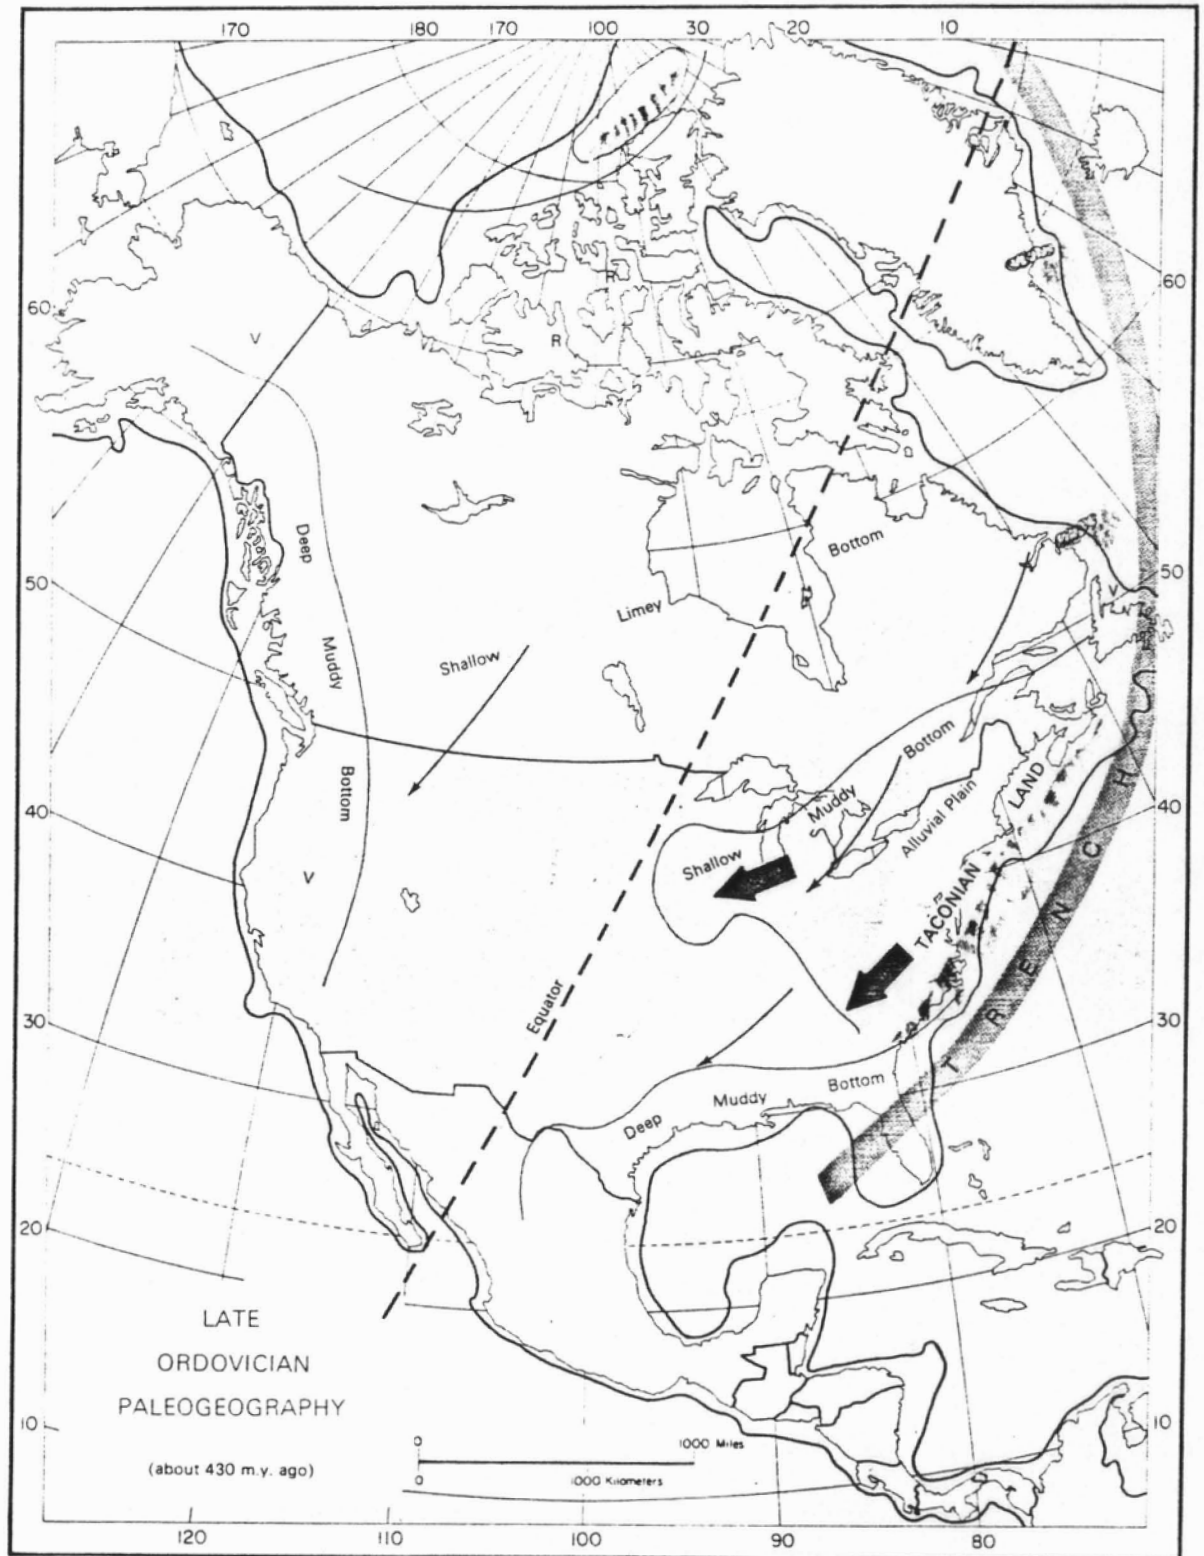 170
180
170
100
30
20
10
60
60
V
R
R
Deep
Bottom
50
50
Limey
V
Muddy
Shallow
Bottom
LAND
Muddy
Alluvial Plain
Bottom
40
40
Shallow
V
TACONIAN
TRENCH
Equator
30
30
Deep
Muddy
Bottom
20
20
LATE
ORDOVICIAN
PALEOGEOGRAPHY
(about 430 m.y. ago)
0
1000 Miles
0
1000 Kilometers
10
10
120
110
100
90
80